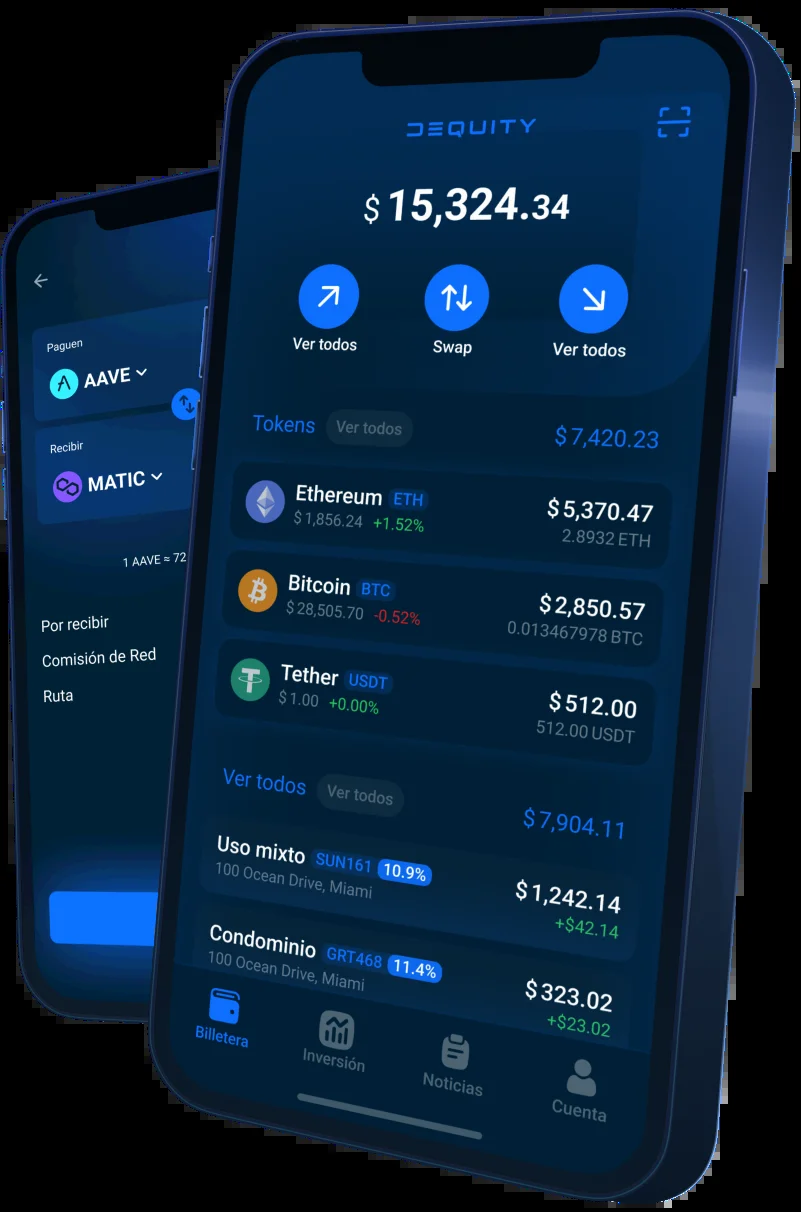 DEQUITY
$ 15,324.34
Ver todos
Swap
Ver todos
Tokens Ver todos $7,420.23
Ethereum ETH $5,370.47
$1,856.24 +1.52% 2.8932 ETH
Bitcoin BTC $2,850.57
$28,505.70 -0.52% 0.013467978 BTC
Tether USDT $512.00
$1.00 +0.00% 512.00 USDT
Ver todos Ver todos $7,904.11
Uso mixto SUN161 10.9% $1,242.14
100 Ocean Drive, Miami +$42.14
Condominio GRT468 11.4% $323.02
100 Ocean Drive, Miami +$23.02
Billetera
Inversión
Noticias
Cuenta
Paguen
AAVE
Recibir
MATIC
1 AAVE ≈ 72
Por recibir
Comisión de Red
Ruta